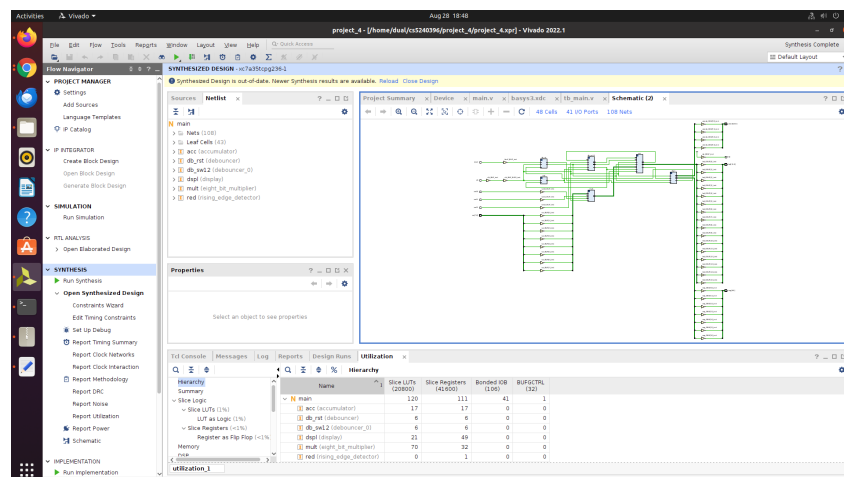 Activities
Vivado
Aug 28 18:48
project_4 - [/home/dual/cs5240396/project_4/project_4.xpr] - Vivado 2022.1
File Edit Flow Tools Reports Window Layout View Help
Quick Access
Synthesis Complete
Default Layout
Flow Navigator
PROJECT MANAGER
Settings
Add Sources
Language Templates
IP Catalog
IP INTEGRATOR
Create Block Design
Open Block Design
Generate Block Design
SIMULATION
Run Simulation
RTL ANALYSIS
Open Elaborated Design
SYNTHESIS
Run Synthesis
Open Synthesized Design
Constraints Wizard
Edit Timing Constraints
Set Up Debug
Report Timing Summary
Report Clock Networks
Report Clock Interaction
Report Methodology
Report DRC
Report Noise
Report Utilization
Report Power
Schematic
IMPLEMENTATION
Run Implementation
SYNTHESIZED DESIGN - xc7a35tcpg236-1
Synthesized Design is out-of-date. Newer Synthesis results are available. Reload Close Design
Sources Netlist
main
Nets (108)
Leaf Cells (43)
acc (accumulator)
db_rst (debouncer)
db_sw12 (debouncer_0)
dspl (display)
mult (eight_bit_multiplier)
red (rising_edge_detector)
Properties
Select an object to see properties
Project Summary Device main.v basys3.xdc tb_main.v Schematic (2)
48 Cells 41 I/O Ports 108 Nets
Tcl Console Messages Log Reports Design Runs Utilization
Hierarchy
Hierarchy
Summary
Slice Logic
Slice LUTs (1%)
LUT as Logic (1%)
Slice Registers (<1%)
Register as Flip Flop (<1%
Memory
DSP
Name Slice LUTs (20800) Slice Registers (41600) Bonded IOB (106) BUFGCTRL (32)
main 120 111 41 1
acc (accumulator) 17 17 0 0
db_rst (debouncer) 6 6 0 0
db_sw12 (debouncer_0) 6 6 0 0
dspl (display) 21 49 0 0
mult (eight_bit_multiplier) 70 32 0 0
red (rising_edge_detector) 0 1 0 0
utilization_1